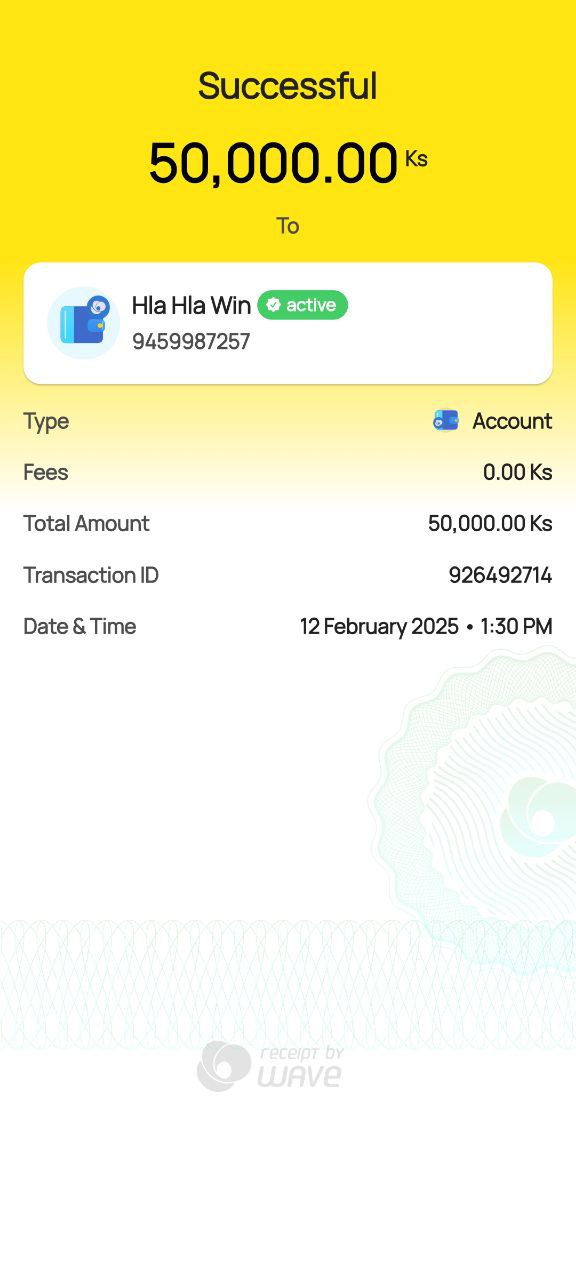 Successful
50,000.00 Ks
To
Hla Hla Win active
9459987257
Type Account
Fees 0.00 Ks
Total Amount 50,000.00 Ks
Transaction ID 926492714
Date & Time 12 February 2025 • 1:30 PM
receipt by
wave